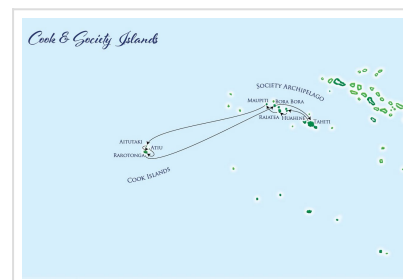 Cook & Society Islands
SOCIETY ARCHIPELAGO
MAUPITI
BORA BORA
RAIATEA
HUAHINE
TAHITI
AITUTAKI
ATIU
RAROTONGA
COOK ISLANDS